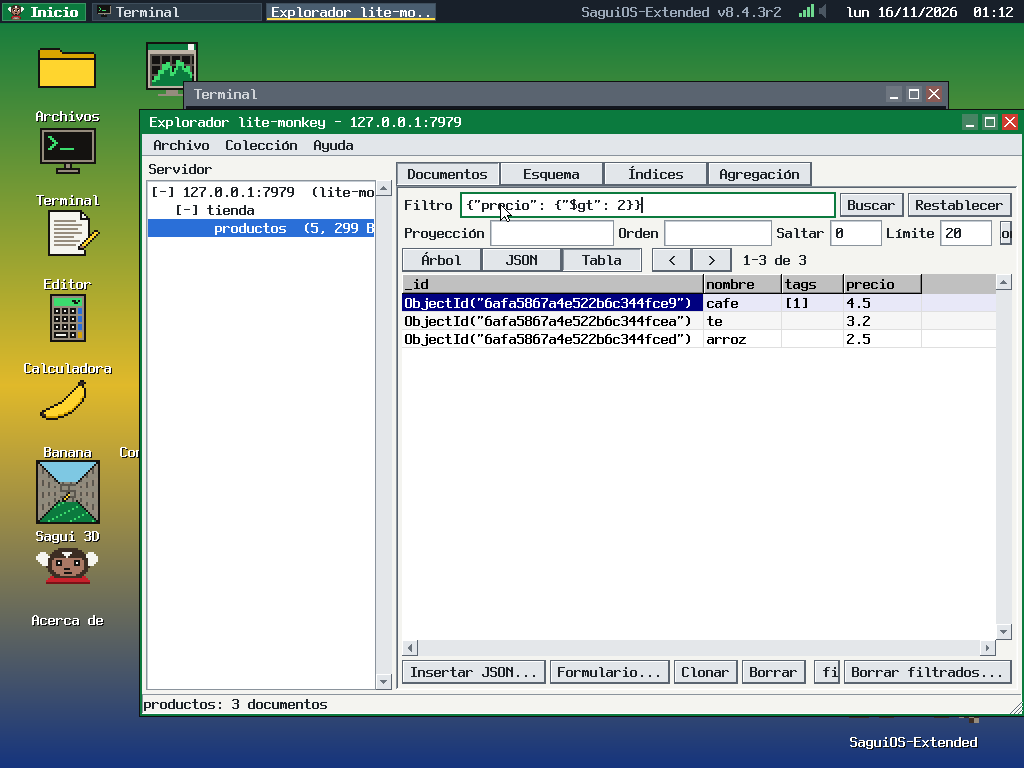 Inicio Terminal Explorador lite-mo.. SaguiOS-Extended v8.4.3r2 lun 16/11/2026 01:12
Archivos
Terminal
Editor
Calculadora
Banana
Sagui 3D
Acerca de
Terminal
Explorador lite-monkey - 127.0.0.1:7979
Archivo Colección Ayuda
Servidor
[-] 127.0.0.1:7979 (lite-mo
[-] tienda
productos (5, 299 B
Documentos Esquema Índices Agregación
Filtro {"precio": {"$gt": 2}} Buscar Restablecer
Proyección Orden Saltar 0 Límite 20
Árbol JSON Tabla < > 1-3 de 3
_id nombre tags precio
ObjectId("6afa5867a4e522b6c344fce9") cafe [1] 4.5
ObjectId("6afa5867a4e522b6c344fcea") te 3.2
ObjectId("6afa5867a4e522b6c344fced") arroz 2.5
Insertar JSON... Formulario... Clonar Borrar fi Borrar filtrados...
productos: 3 documentos
SaguiOS-Extended